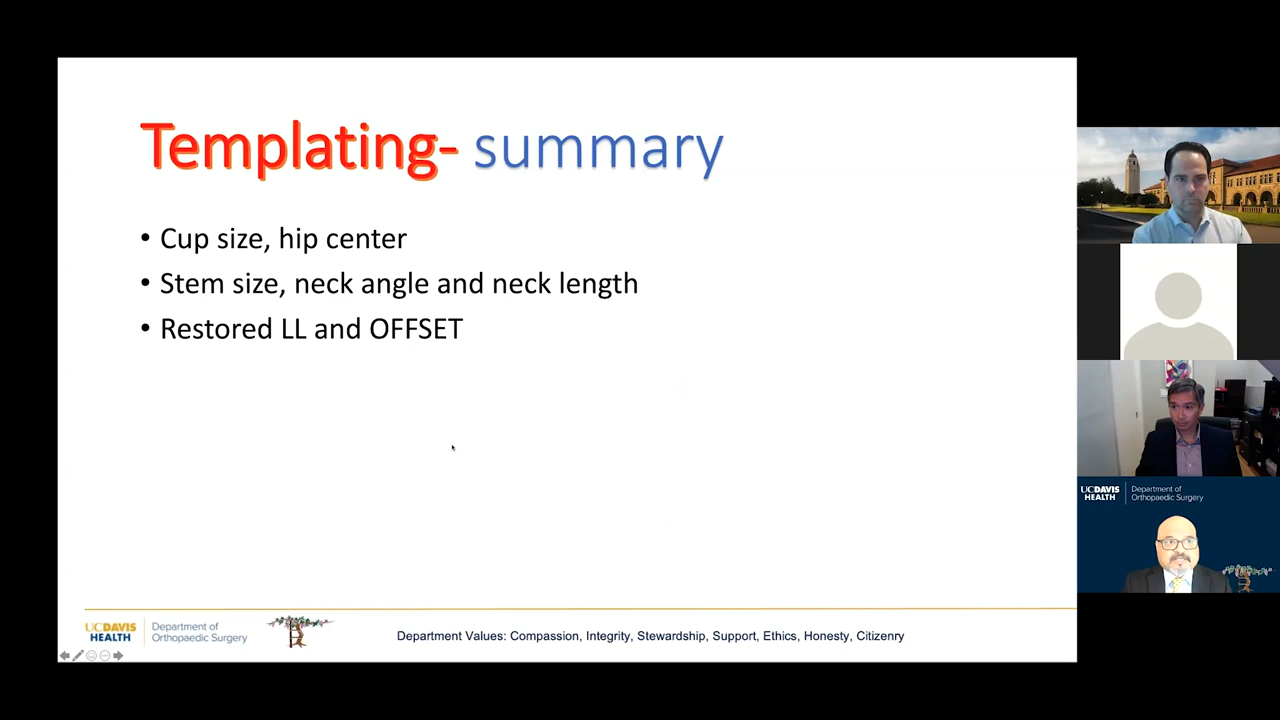 Templating- summary
• Cup size, hip center
• Stem size, neck angle and neck length
• Restored LL and OFFSET
UCDAVIS
HEALTH
Department of
Orthopaedic Surgery
Department Values: Compassion, Integrity, Stewardship, Support, Ethics, Honesty, Citizenry
UCDAVIS
HEALTH
Department of
Orthopaedic Surgery